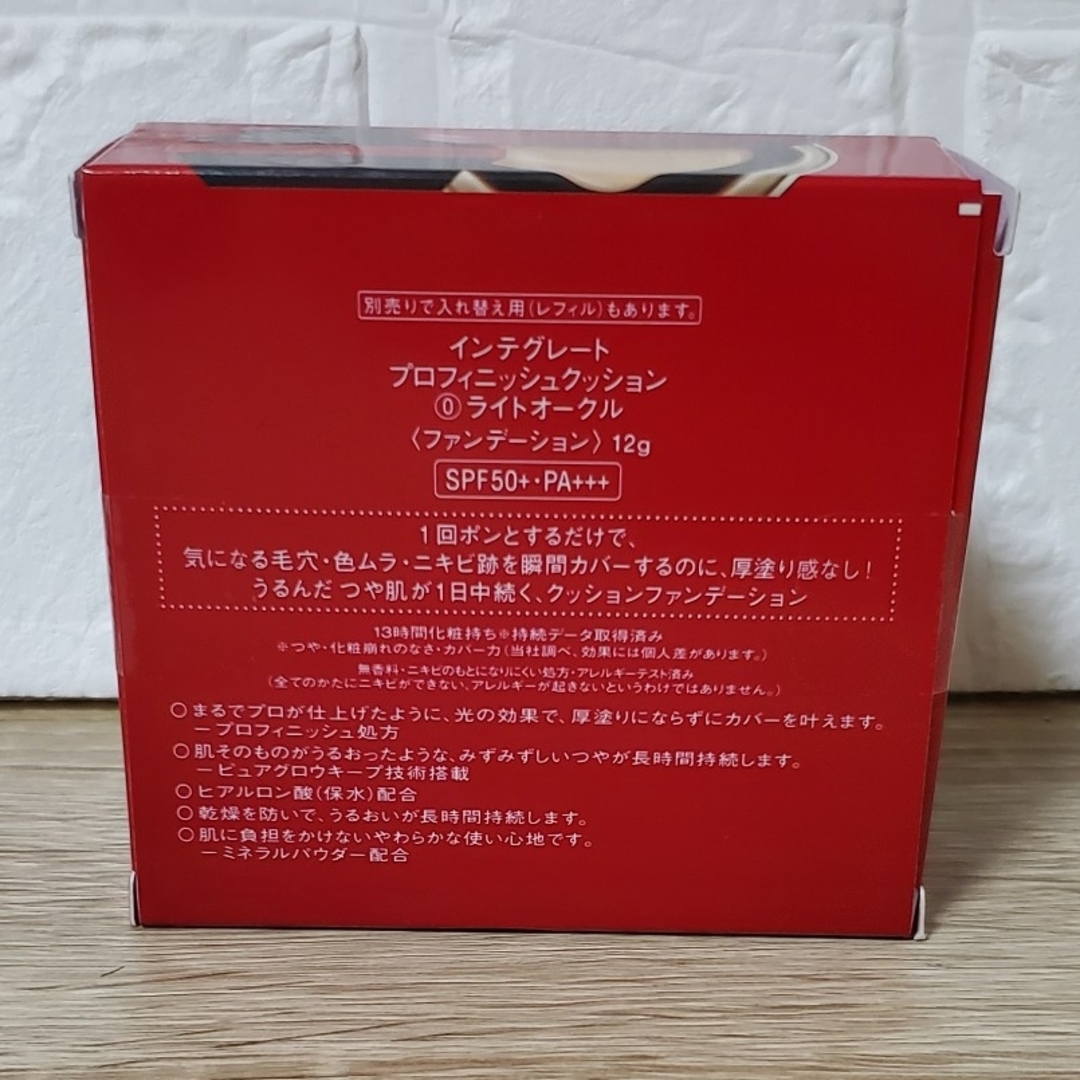 別売りで入れ替え用(レフィル)もあります。
インテグレート
プロフィニッシュクッション
⓪ライトオークル
〈ファンデーション〉12g
SPF50+・PA+++
1回ポンとするだけで、
気になる毛穴・色ムラ・ニキビ跡を瞬間カバーするのに、厚塗り感なし!
うるんだ つや肌が1日中続く、クッションファンデーション
13時間化粧持ち※持続データ取得済み
※つや・化粧崩れのなさ・カバー力(当社調べ、効果には個人差があります。)
無香料・ニキビのもとになりにくい処方・アレルギーテスト済み
(全てのかたにニキビができない、アレルギーが起きないというわけではありません。)
○まるでプロが仕上げたように、光の効果で、厚塗りにならずにカバーを叶えます。
ープロフィニッシュ処方
○肌そのものがうるおったような、みずみずしいつやが長時間持続します。
ーピュアグロウキープ技術搭載
○ヒアルロン酸(保水)配合
○乾燥を防いで、うるおいが長時間持続します。
○肌に負担をかけないやわらかな使い心地です。
ーミネラルパウダー配合